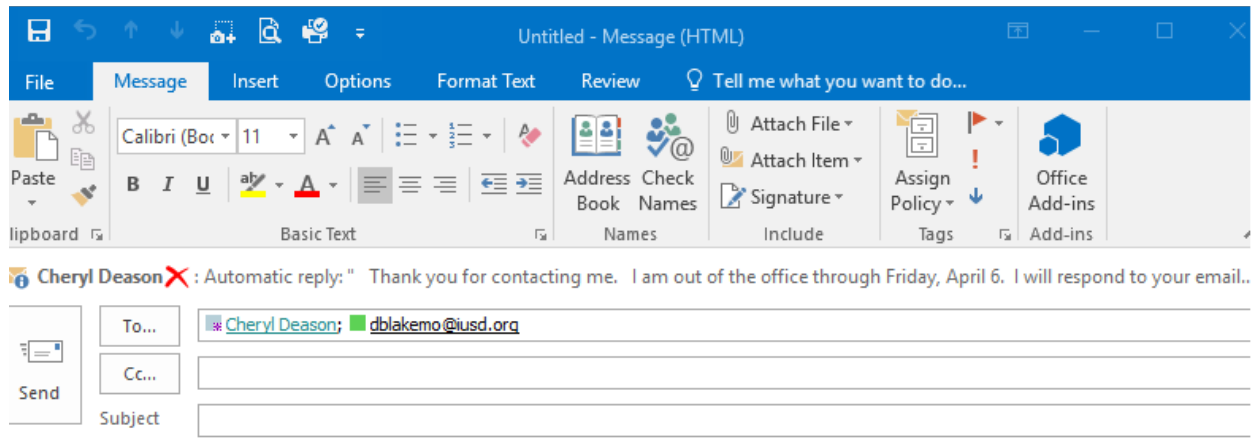 Untitled - Message (HTML)
File Message Insert Options Format Text Review Tell me what you want to do...
Paste
Calibri (Boc 11 A A
B I U aby A
Address Book
Check Names
Attach File
Attach Item
Signature
Assign Policy
Office Add-ins
lipboard Basic Text Names Include Tags Add-ins
Cheryl Deason : Automatic reply: " Thank you for contacting me. I am out of the office through Friday, April 6. I will respond to your email..
To... Cheryl Deason; dblakemo@iusd.org
Cc...
Send
Subject